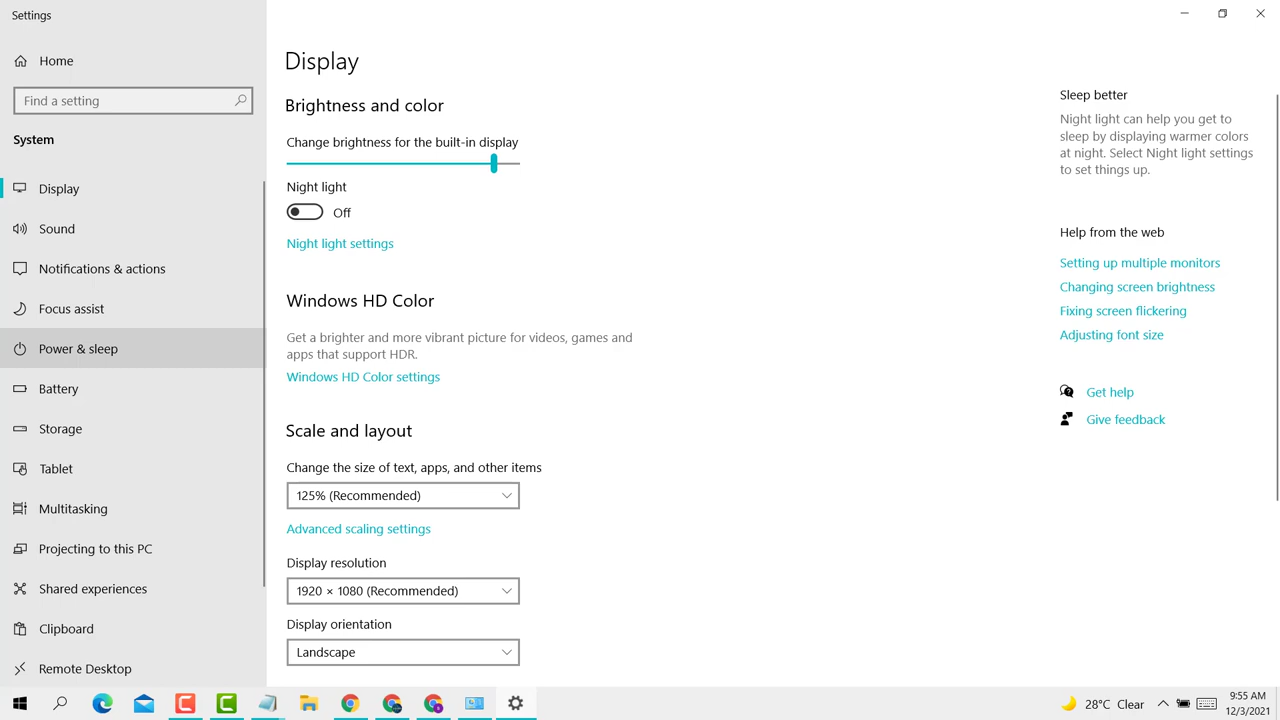 Settings
Home
Find a setting
System
Display
Sound
Notifications & actions
Focus assist
Power & sleep
Battery
Storage
Tablet
Multitasking
Projecting to this PC
Shared experiences
Clipboard
Remote Desktop
Display
Brightness and color
Change brightness for the built-in display
Night light
Off
Night light settings
Windows HD Color
Get a brighter and more vibrant picture for videos, games and
apps that support HDR.
Windows HD Color settings
Scale and layout
Change the size of text, apps, and other items
125% (Recommended)
Advanced scaling settings
Display resolution
1920 × 1080 (Recommended)
Display orientation
Landscape
Sleep better
Night light can help you get to
sleep by displaying warmer colors
at night. Select Night light settings
to set things up.
Help from the web
Setting up multiple monitors
Changing screen brightness
Fixing screen flickering
Adjusting font size
Get help
Give feedback
28°C Clear
9:55 AM
12/3/2021